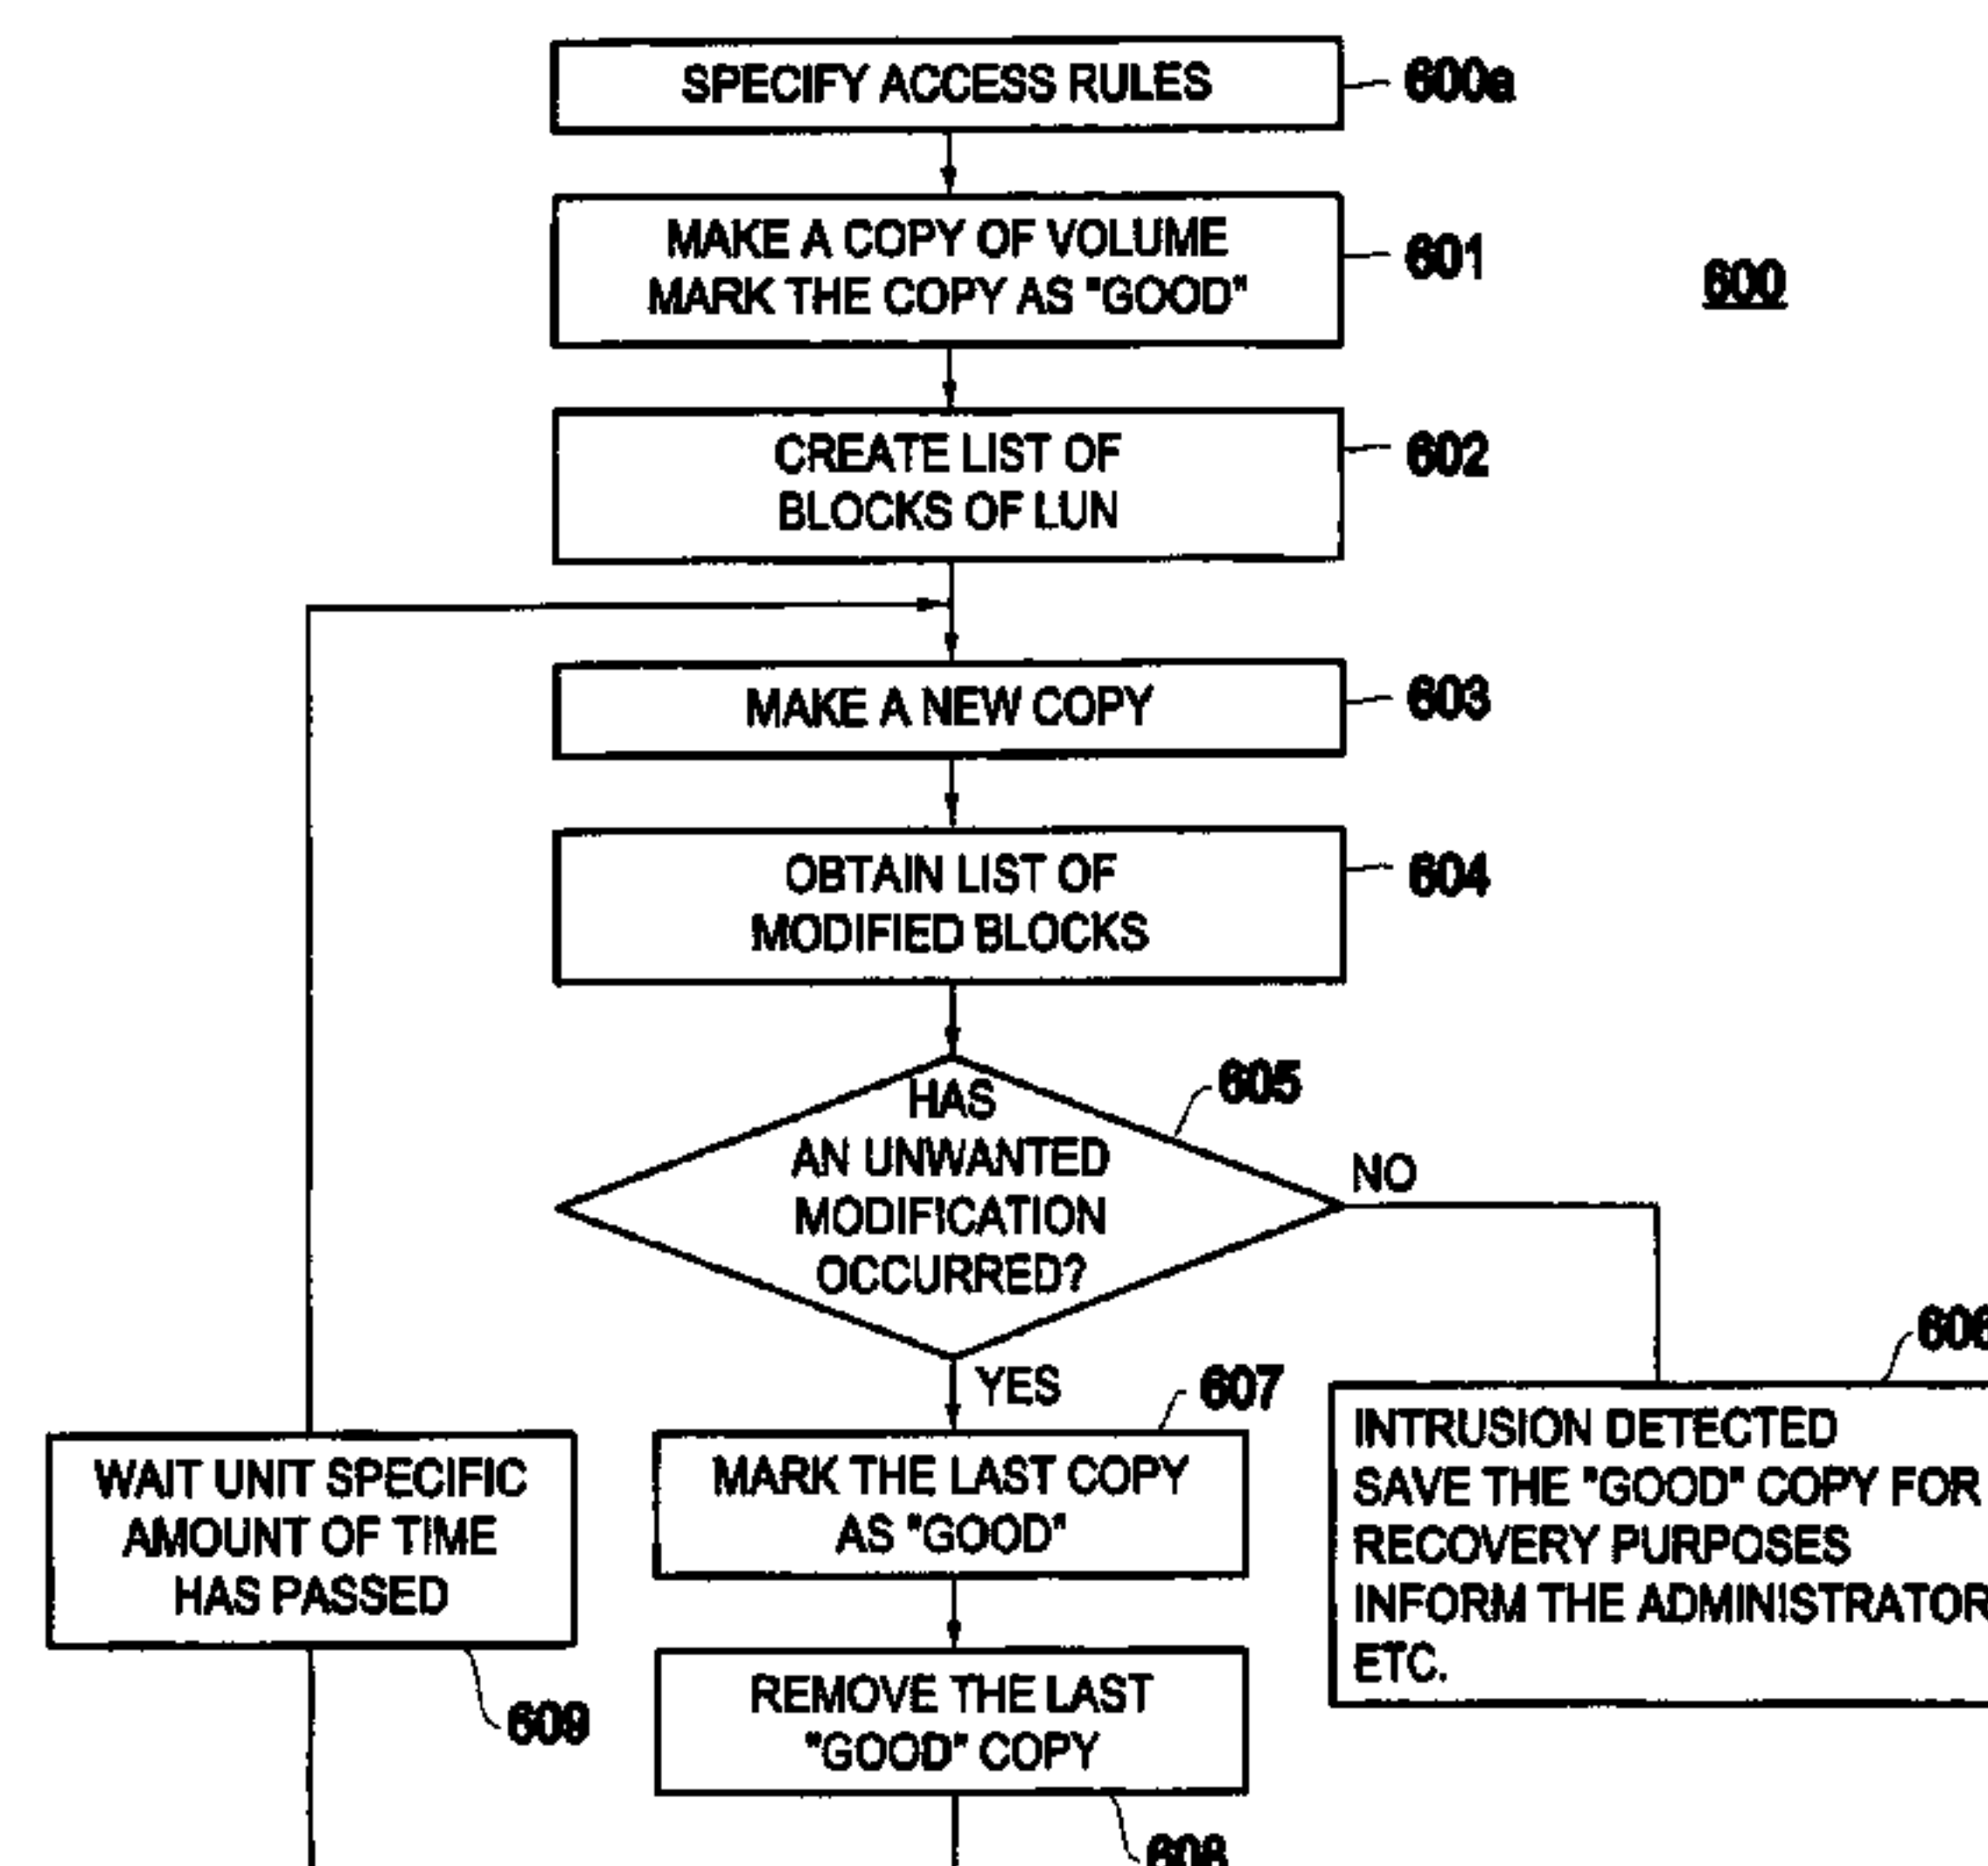 SPECIFY ACCESS RULES
600a
MAKE A COPY OF VOLUME
MARK THE COPY AS "GOOD"
601
600
CREATE LIST OF
BLOCKS OF LUN
602
MAKE A NEW COPY
603
OBTAIN LIST OF
MODIFIED BLOCKS
604
HAS
AN UNWANTED
MODIFICATION
OCCURRED?
605
NO
YES
606
607
INTRUSION DETECTED
SAVE THE "GOOD" COPY FOR
RECOVERY PURPOSES
INFORM THE ADMINISTRATOR
ETC.
MARK THE LAST COPY
AS "GOOD"
WAIT UNIT SPECIFIC
AMOUNT OF TIME
HAS PASSED
609
REMOVE THE LAST
"GOOD" COPY
608